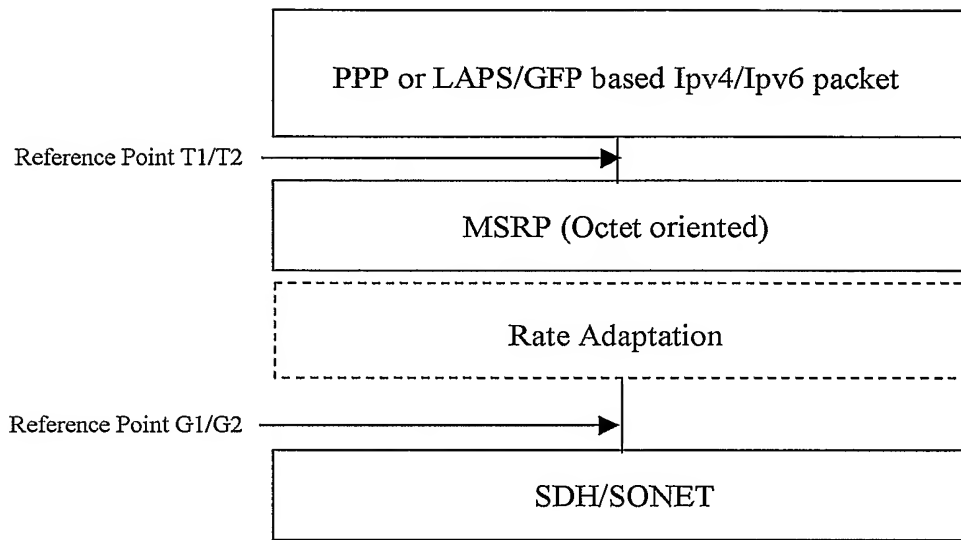 PPP or LAPS/GFP based Ipv4/Ipv6 packet
Reference Point T1/T2
MSRP (Octet oriented)
Rate Adaptation
Reference Point G1/G2
SDH/SONET